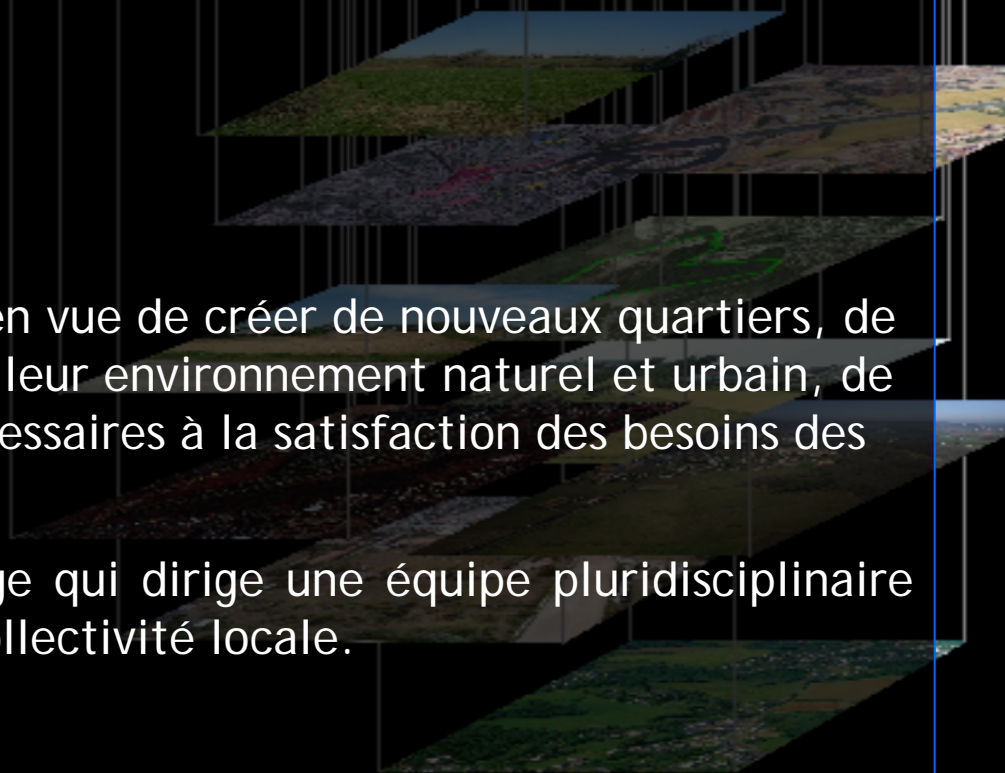 en vue de créer de nouveaux quartiers, de
leur environnement naturel et urbain, de
essaires à la satisfaction des besoins des
ge qui dirige une équipe pluridisciplinaire
ollectivité locale.